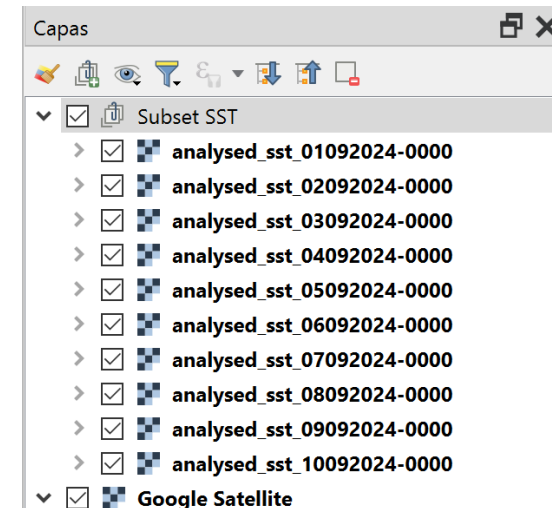 Capas
Subset SST
analysed_sst_01092024-0000
analysed_sst_02092024-0000
analysed_sst_03092024-0000
analysed_sst_04092024-0000
analysed_sst_05092024-0000
analysed_sst_06092024-0000
analysed_sst_07092024-0000
analysed_sst_08092024-0000
analysed_sst_09092024-0000
analysed_sst_10092024-0000
Google Satellite